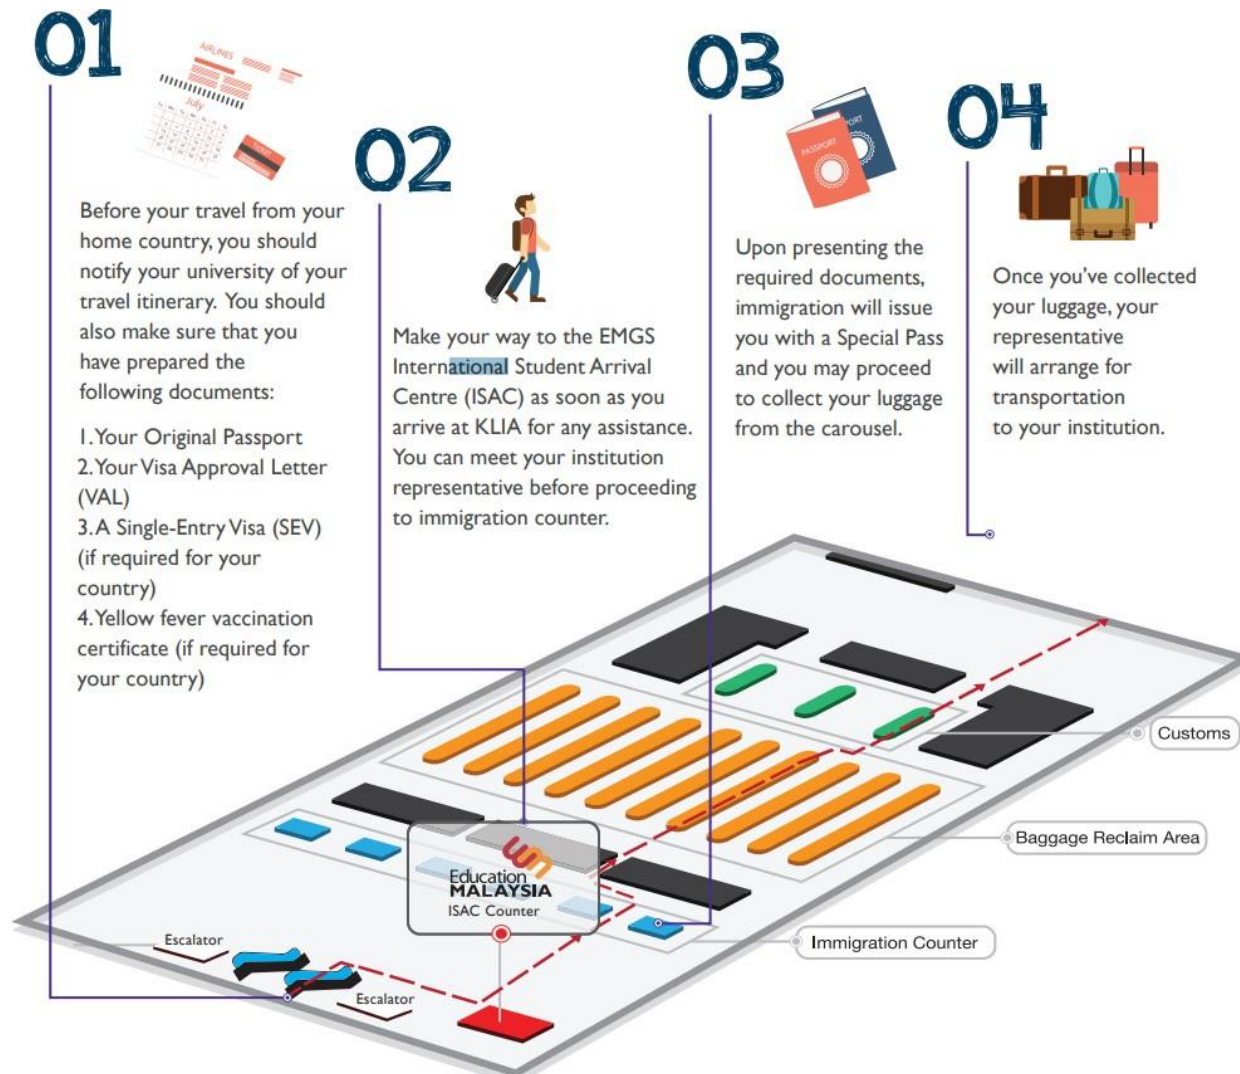 01
AIRLINES
July
TICKET
Before your travel from your
home country, you should
notify your university of your
travel itinerary. You should
also make sure that you
have prepared the
following documents:
1. Your Original Passport
2. Your Visa Approval Letter
(VAL)
3. A Single-Entry Visa (SEV)
(if required for your
country)
4. Yellow fever vaccination
certificate (if required for
your country)
02
Make your way to the EMGS
International Student Arrival
Centre (ISAC) as soon as you
arrive at KLIA for any assistance.
You can meet your institution
representative before proceeding
to immigration counter.
03
PASSPORT
PORT
Upon presenting the
required documents,
immigration will issue
you with a Special Pass
and you may proceed
to collect your luggage
from the carousel.
04
Once you've collected
your luggage, your
representative
will arrange for
transportation
to your institution.
Customs
Baggage Reclaim Area
Education
MALAYSIA
ISAC Counter
Immigration Counter
Escalator
Escalator